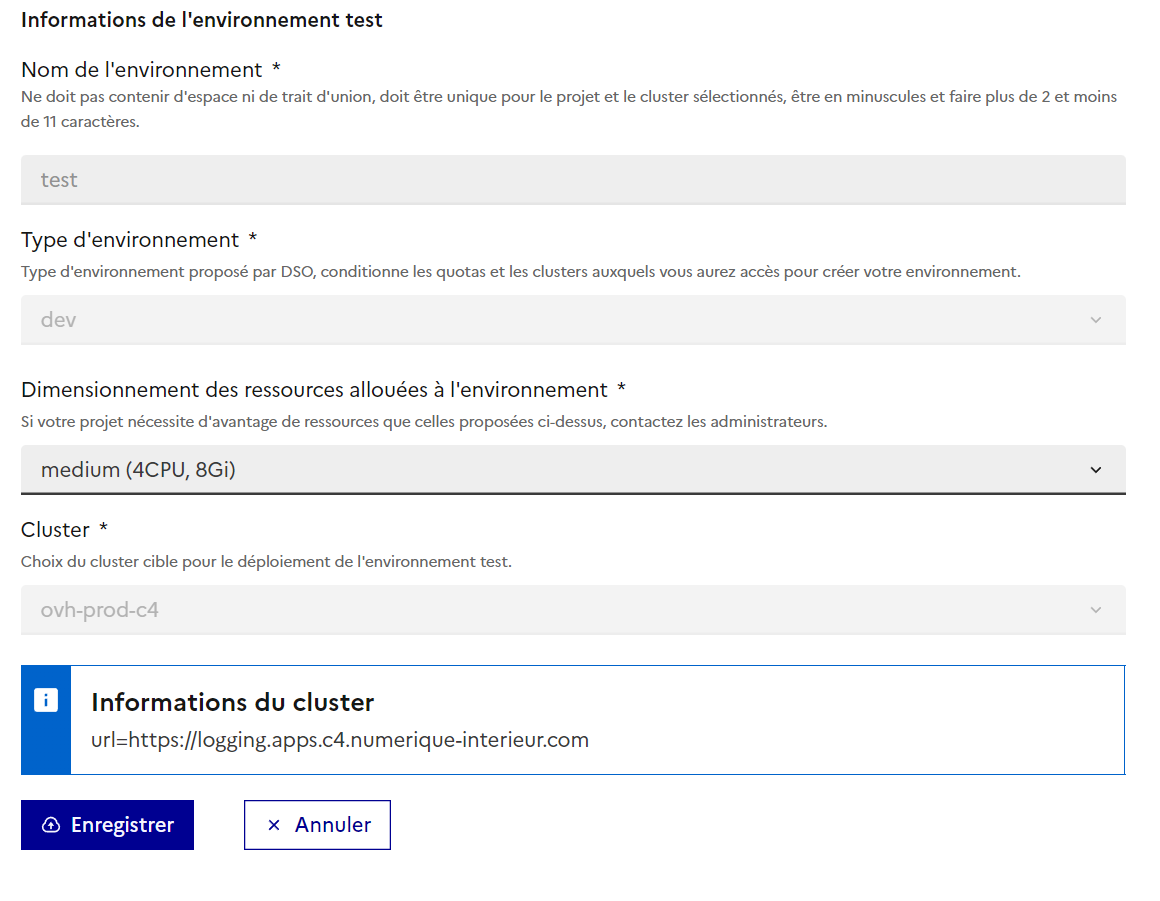 Informations de l'environnement test
Nom de l'environnement *
Ne doit pas contenir d'espace ni de trait d'union, doit être unique pour le projet et le cluster sélectionnés, être en minuscules et faire plus de 2 et moins
de 11 caractères.
test
Type d'environnement *
Type d'environnement proposé par DSO, conditionne les quotas et les clusters auxquels vous aurez accès pour créer votre environnement.
dev
Dimensionnement des ressources allouées à l'environnement *
Si votre projet nécessite d'avantage de ressources que celles proposées ci-dessus, contactez les administrateurs.
medium (4CPU, 8Gi)
Cluster *
Choix du cluster cible pour le déploiement de l'environnement test.
ovh-prod-c4
Informations du cluster
url=https://logging.apps.c4.numerique-interieur.com
Enregistrer
Annuler